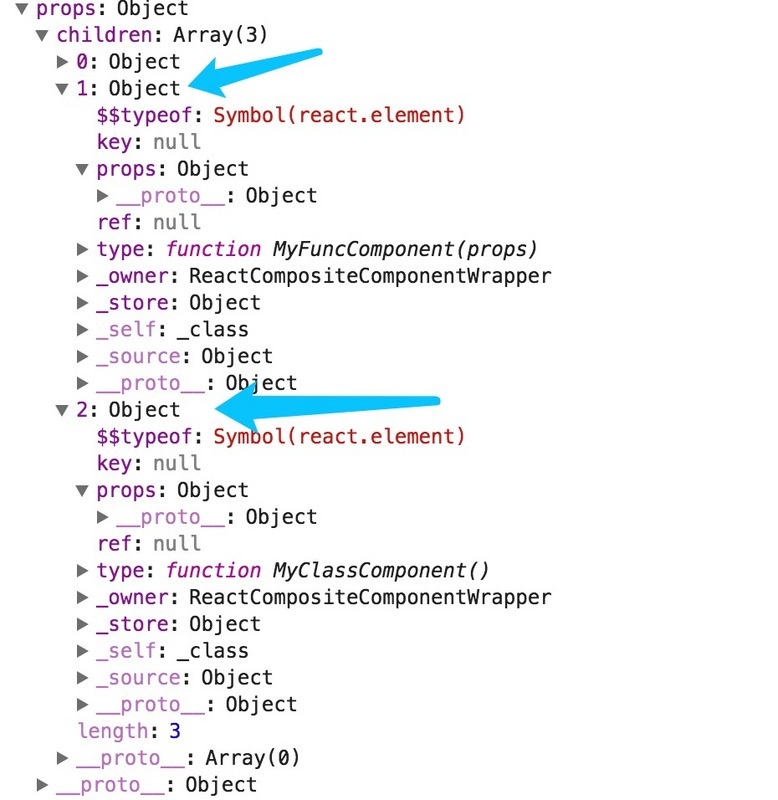 ▼ props: Object
▼ children: Array(3)
▶ 0: Object
▼ 1: Object
$$typeof: Symbol(react.element)
key: null
▼ props: Object
▶ __proto__: Object
ref: null
▶ type: function MyFuncComponent(props)
▶ _owner: ReactCompositeComponentWrapper
▶ _store: Object
▶ _self: _class
▶ _source: Object
▶ __proto__: Object
▼ 2: Object
$$typeof: Symbol(react.element)
key: null
▼ props: Object
▶ __proto__: Object
ref: null
▶ type: function MyClassComponent()
▶ _owner: ReactCompositeComponentWrapper
▶ _store: Object
▶ _self: _class
▶ _source: Object
▶ __proto__: Object
length: 3
▶ __proto__: Array(0)
▶ __proto__: Object